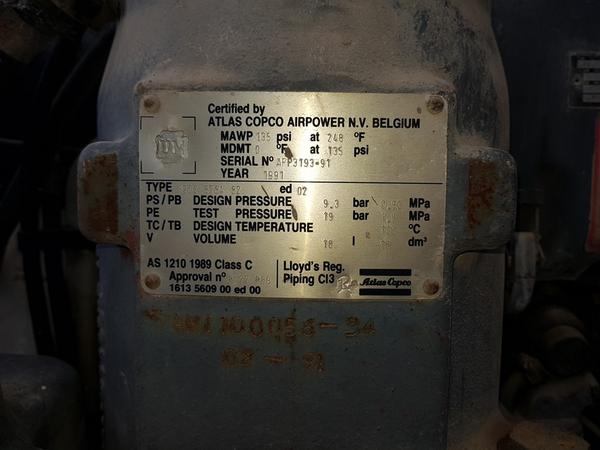 Certified by
ATLAS COPCO AIRPOWER N.V. BELGIUM
MAWP 135 psi at 248 °F
MDMT 0 °F at 135 psi
SERIAL N° APP3193-91
YEAR 1991
TYPE ed 02
PS/PB DESIGN PRESSURE 9.3 bar MPa
PE TEST PRESSURE 19 bar MPa
TC/TB DESIGN TEMPERATURE °C
V VOLUME 18 l dm³
AS 1210 1989 Class C
Approval n°
1613 5609 00 ed 00
Lloyd's Reg.
Piping Cl3
Atlas Copco